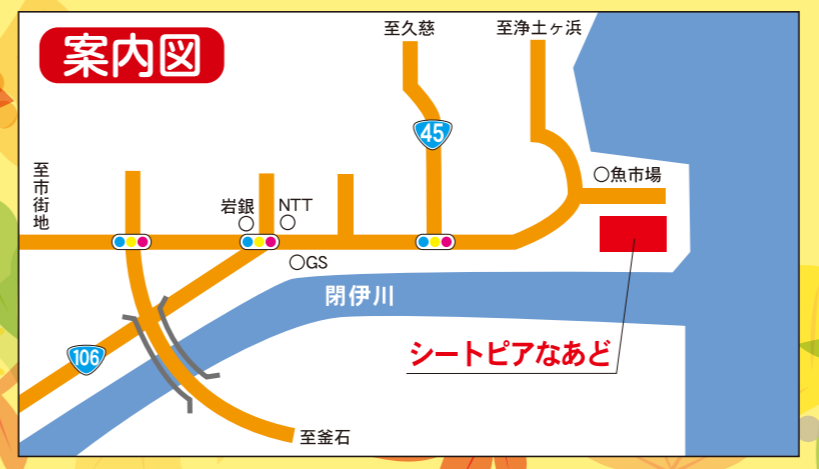 案内図
至久慈
至浄土ヶ浜
45
至市街地
魚市場
岩銀
NTT
GS
閉伊川
シートピアなあど
106
至釜石